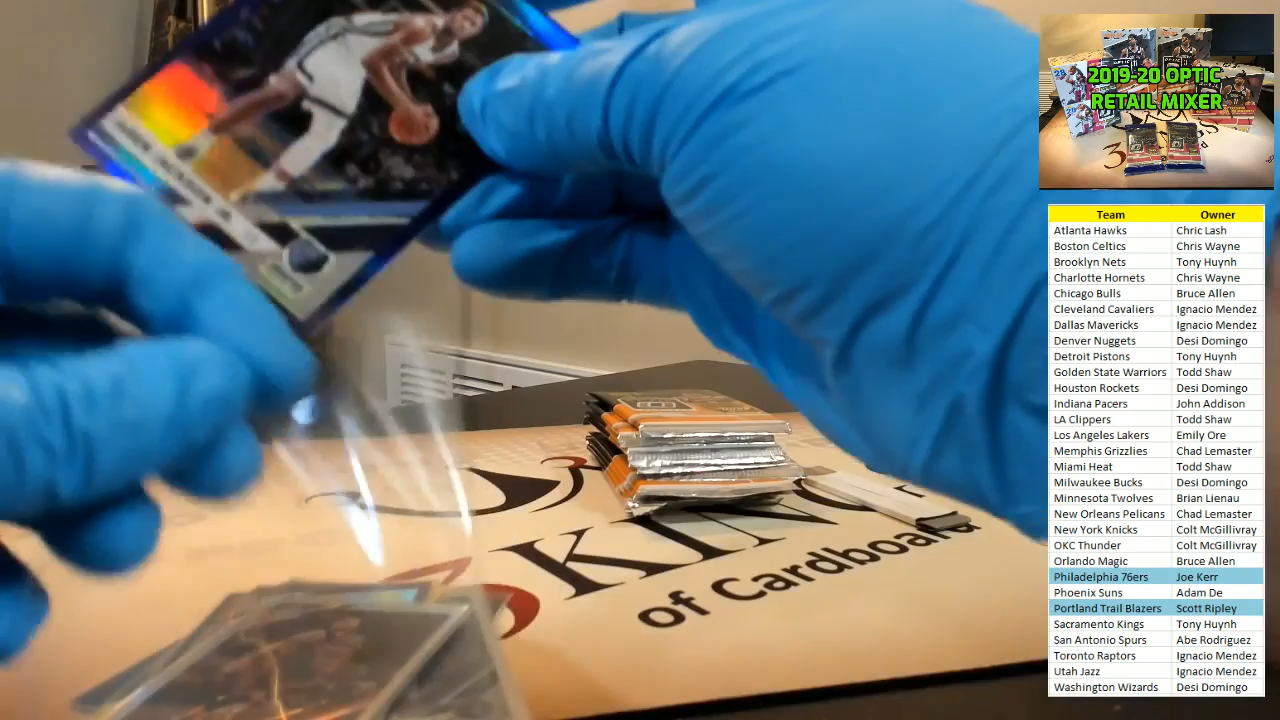 2019-20 OPTIC
RETAIL MIXER
3 KINGS
of Cardboard
Team Owner
Atlanta Hawks Chric Lash
Boston Celtics Chris Wayne
Brooklyn Nets Tony Huynh
Charlotte Hornets Chris Wayne
Chicago Bulls Bruce Allen
Cleveland Cavaliers Ignacio Mendez
Dallas Mavericks Ignacio Mendez
Denver Nuggets Desi Domingo
Detroit Pistons Tony Huynh
Golden State Warriors Todd Shaw
Houston Rockets Desi Domingo
Indiana Pacers John Addison
LA Clippers Todd Shaw
Los Angeles Lakers Emily Ore
Memphis Grizzlies Chad Lemaster
Miami Heat Todd Shaw
Milwaukee Bucks Desi Domingo
Minnesota Twolves Brian Lienau
New Orleans Pelicans Chad Lemaster
New York Knicks Colt McGillivray
OKC Thunder Colt McGillivray
Orlando Magic Bruce Allen
Philadelphia 76ers Joe Kerr
Phoenix Suns Adam De
Portland Trail Blazers Scott Ripley
Sacramento Kings Tony Huynh
San Antonio Spurs Abe Rodriguez
Toronto Raptors Ignacio Mendez
Utah Jazz Ignacio Mendez
Washington Wizards Desi Domingo